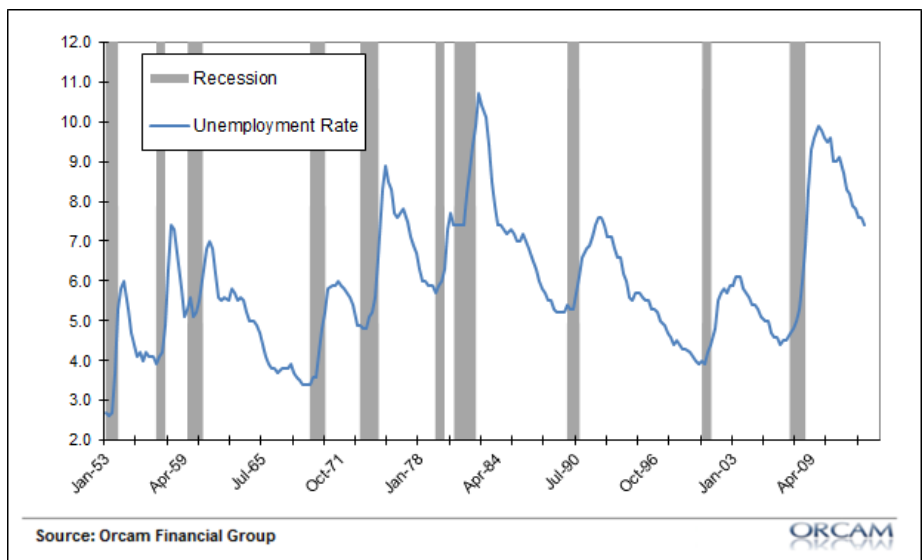 12.0
11.0
10.0
9.0
8.0
7.0
6.0
5.0
4.0
3.0
2.0
Recession
Unemployment Rate
Jan-53
Apr-59
Jul-65
Oct-71
Jan-78
Apr-84
Jul-90
Oct-96
Jan-03
Apr-09
Source: Orcam Financial Group
ORCAM